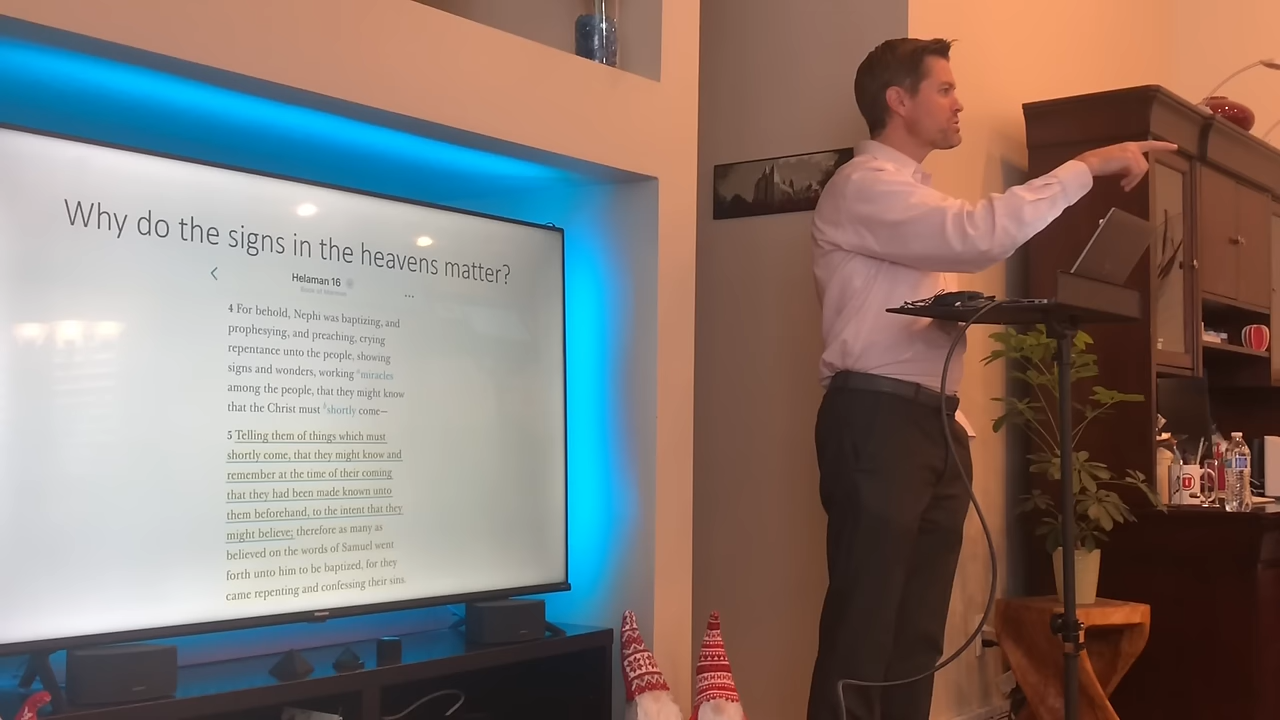 Why do the signs in the heavens matter?
Helaman 16
Book of Mormon
4 For behold, Nephi was baptizing, and
prophesying, and preaching, crying
repentance unto the people, showing
signs and wonders, working ᵃmiracles
among the people, that they might know
that the Christ must ᵇshortly come—
5 Telling them of things which must
shortly come, that they might know and
remember at the time of their coming
that they had been made known unto
them beforehand, to the intent that they
might believe; therefore as many as
believed on the words of Samuel went
forth unto him to be baptized, for they
came repenting and confessing their sins.
U